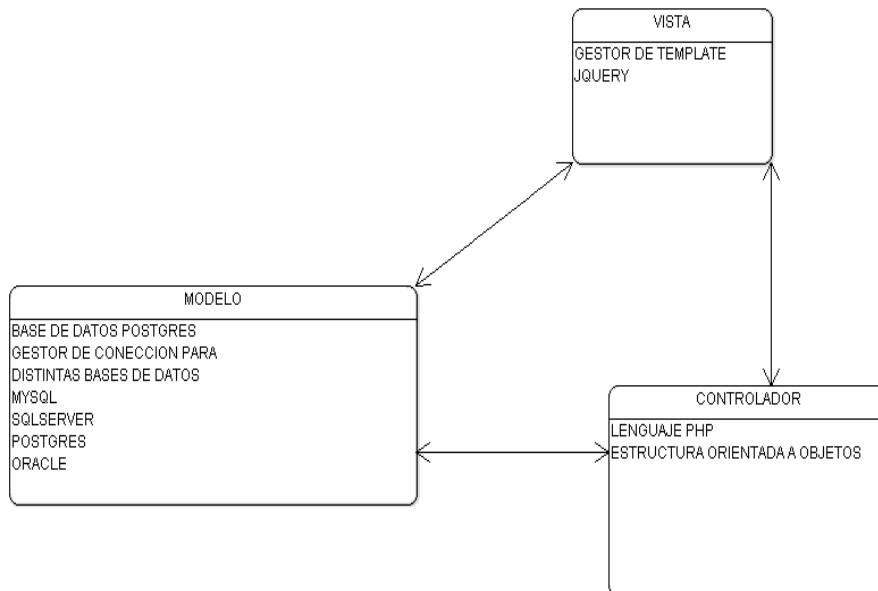 VISTA
GESTOR DE TEMPLATE
JQUERY
MODELO
BASE DE DATOS POSTGRES
GESTOR DE CONECCION PARA
DISTINTAS BASES DE DATOS
MYSQL
SQLSERVER
POSTGRES
ORACLE
CONTROLADOR
LENGUAJE PHP
ESTRUCTURA ORIENTADA A OBJETOS